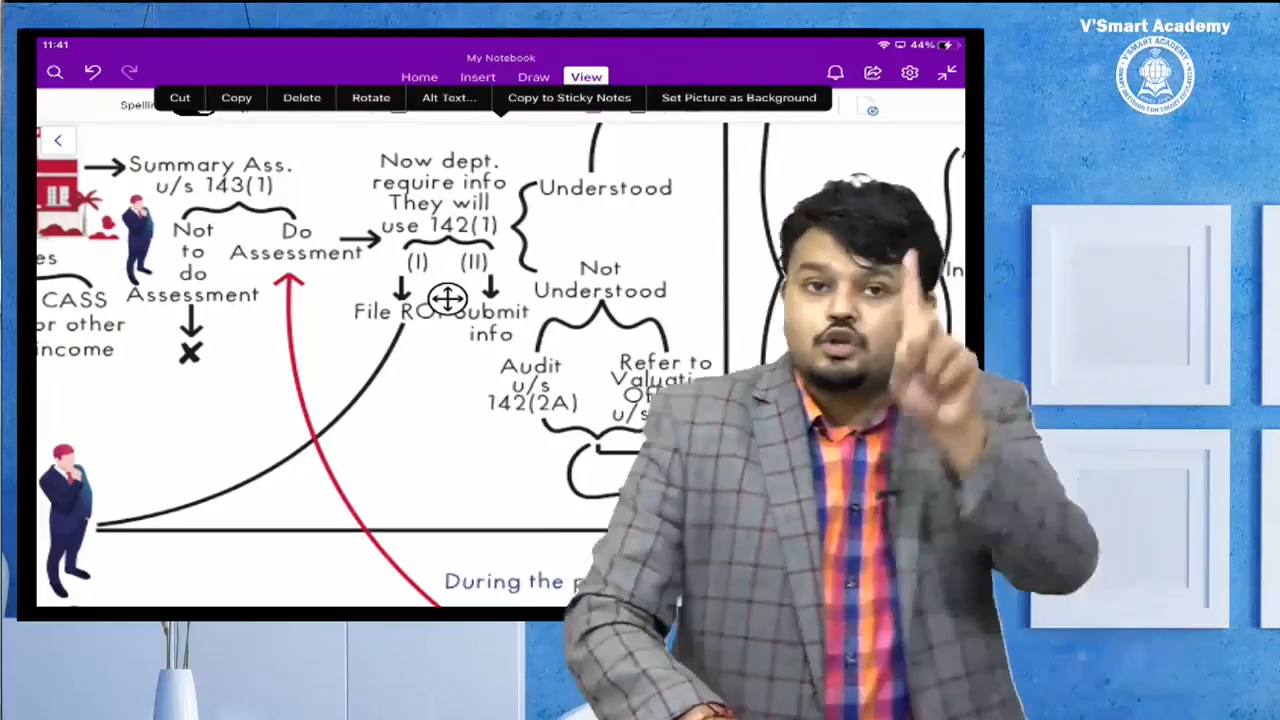 V'Smart Academy
11:41
44%
My Notebook
Home Insert Draw View
Cut Copy Delete Rotate Alt Text... Copy to Sticky Notes Set Picture as Background
Summary Ass.
u/s 143(1)
Not
to
do
Assessment
Do
Assessment
CASS
or other
income
Now dept.
require info
They will
use 142(1)
(I) (II)
File
Submit
info
Understood
Not
Understood
Audit
u/s
142(2A)
Refer to
u/s
During the